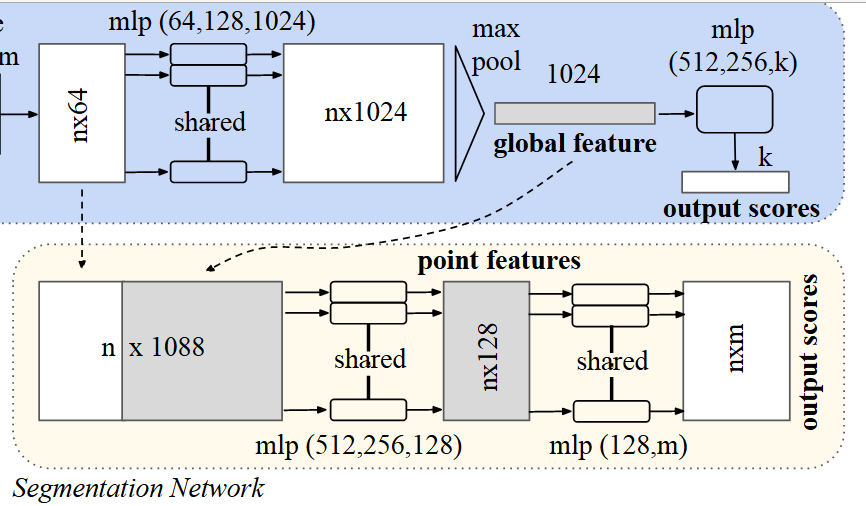 e
m
mlp (64,128,1024)
max
pool
1024
mlp
(512,256,k)
nx64
shared
nx1024
global feature
k
output scores
point features
n x 1088
shared
nx128
shared
nxm
output scores
mlp (512,256,128)
mlp (128,m)
Segmentation Network